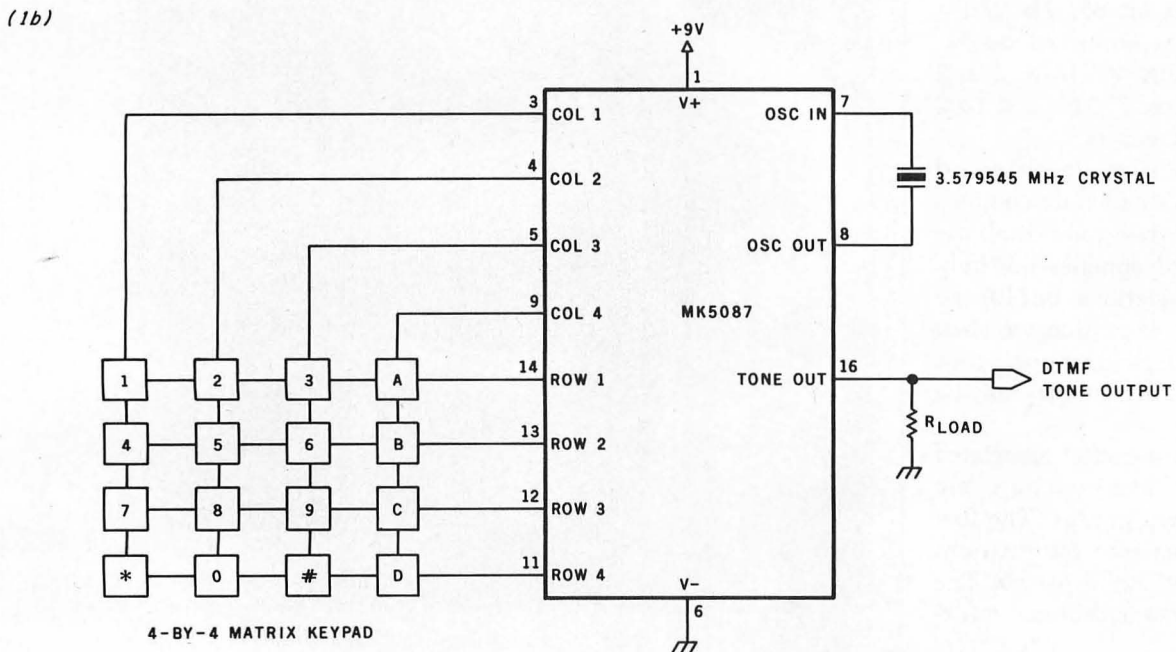 (1b)
+9V
1
V+
3
COL 1
4
COL 2
5
COL 3
9
COL 4
14
ROW 1
13
ROW 2
12
ROW 3
11
ROW 4
MK5087
OSC IN
7
3.579545 MHz CRYSTAL
OSC OUT
8
TONE OUT
16
DTMF
TONE OUTPUT
RLOAD
V-
6
1 2 3 A
4 5 6 B
7 8 9 C
* 0 # D
4-BY-4 MATRIX KEYPAD